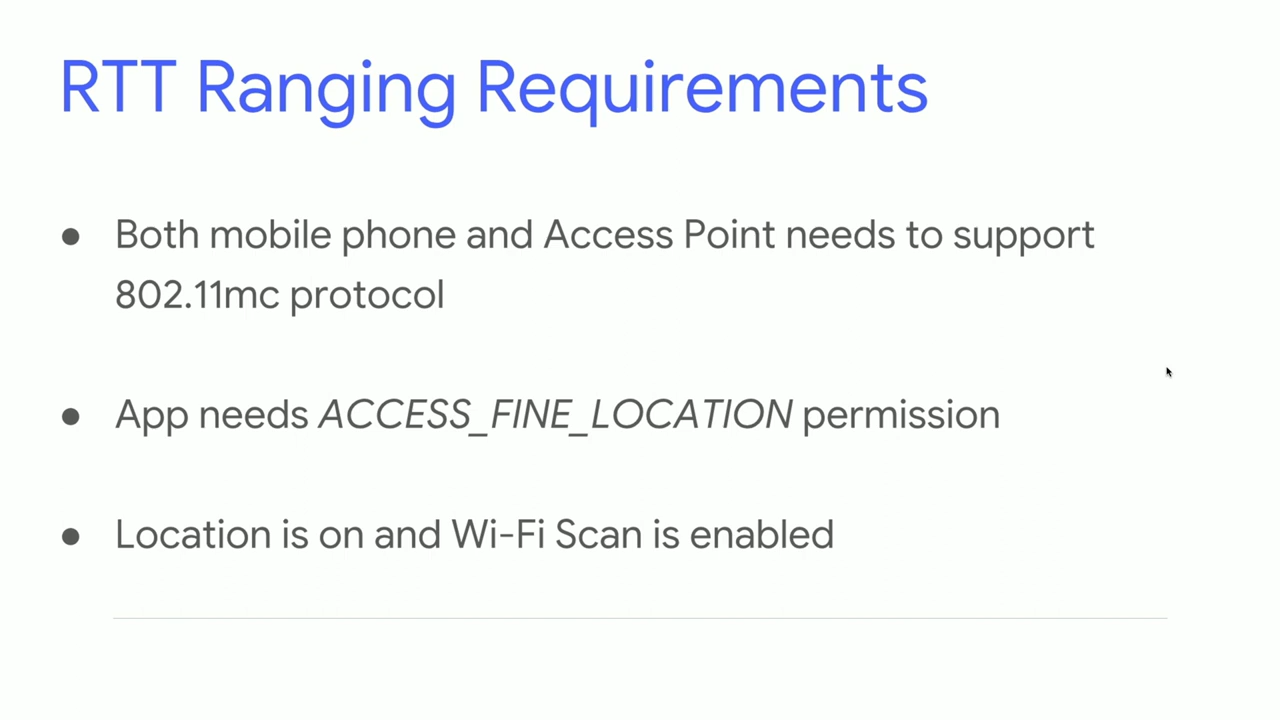 RTT Ranging Requirements
● Both mobile phone and Access Point needs to support
802.11mc protocol
● App needs ACCESS_FINE_LOCATION permission
● Location is on and Wi-Fi Scan is enabled